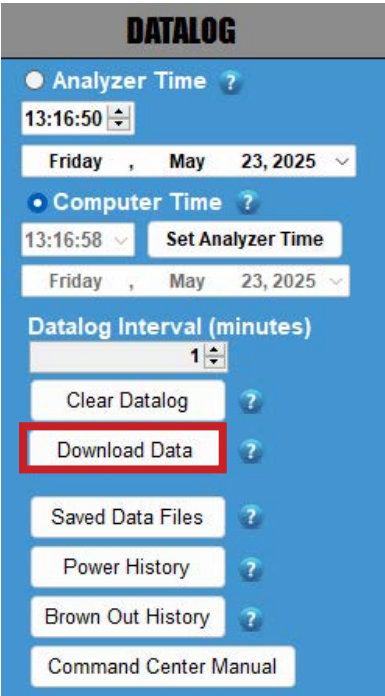 DATALOG
Analyzer Time ?
13:16:50
Friday , May 23, 2025
Computer Time ?
13:16:58 Set Analyzer Time
Friday , May 23, 2025
Datalog Interval (minutes)
1
Clear Datalog ?
Download Data ?
Saved Data Files ?
Power History ?
Brown Out History ?
Command Center Manual